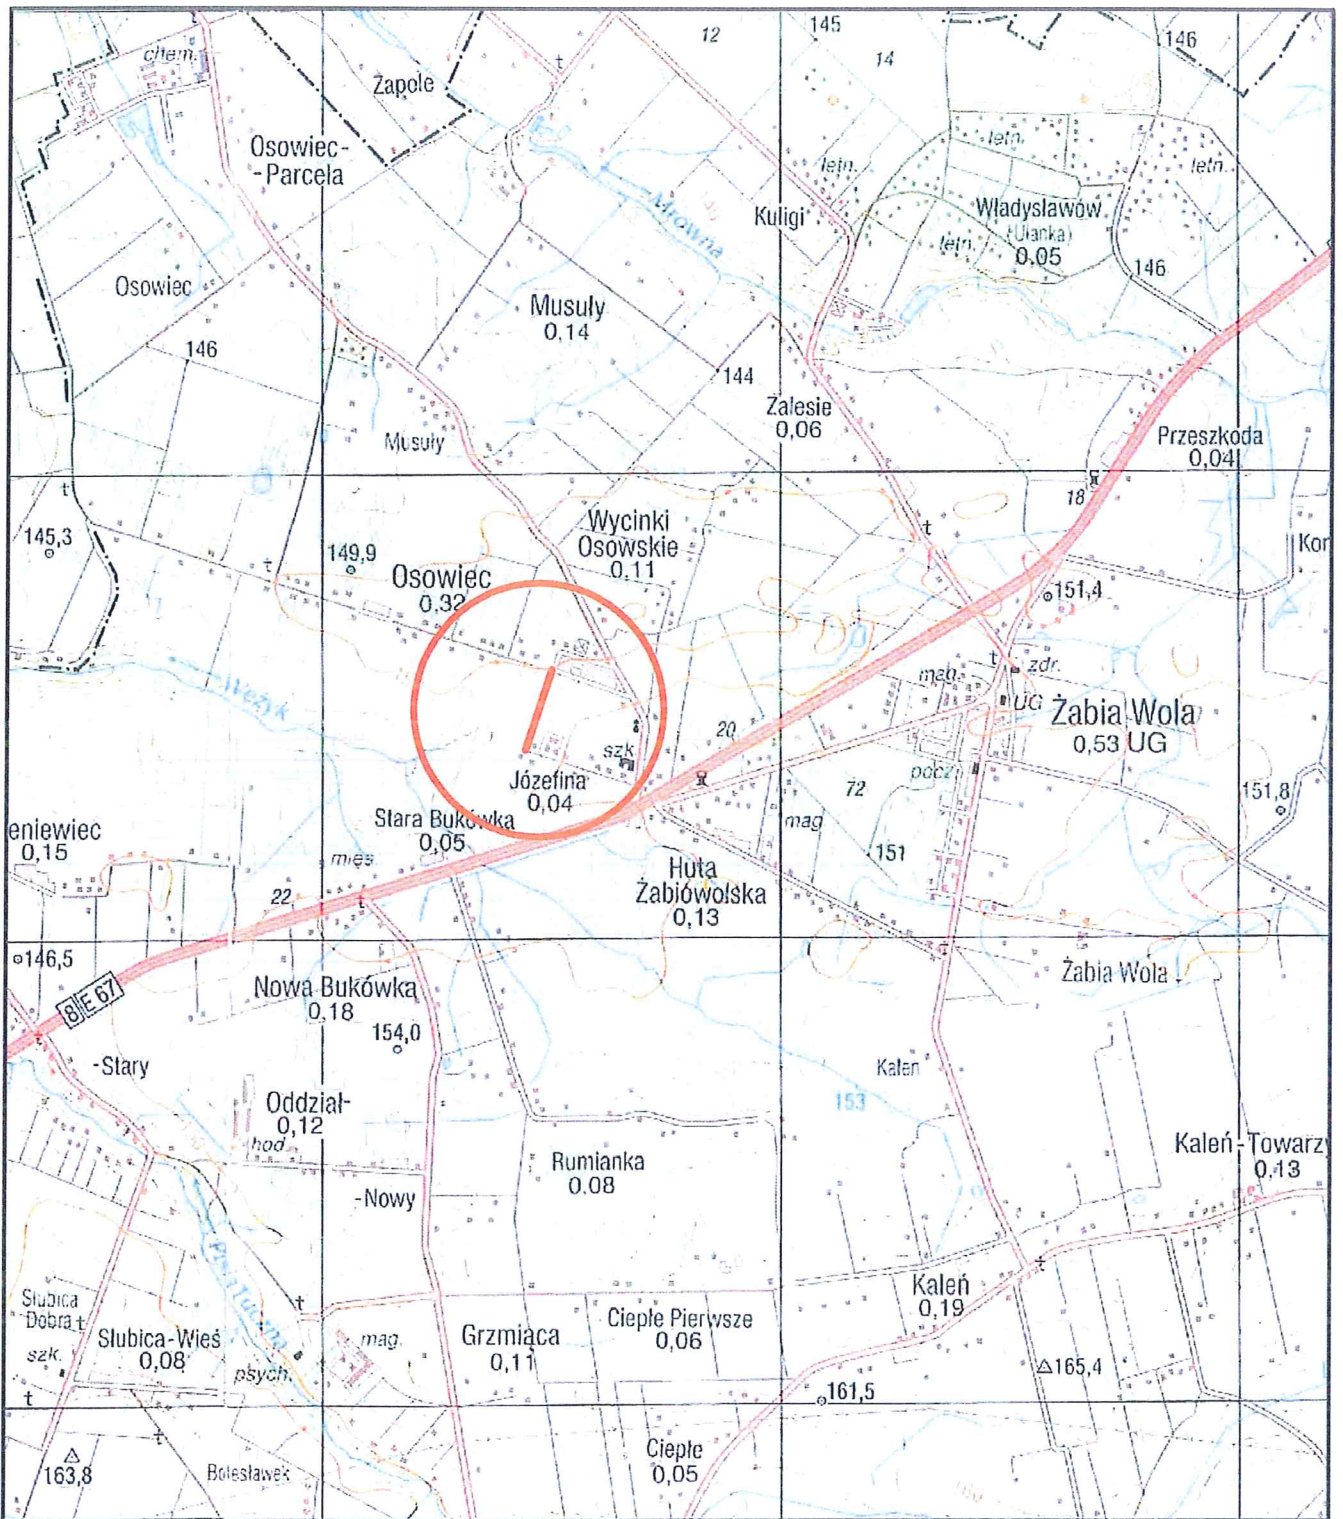 12
145
14
146
chem.
Zapole
Osowiec-
-Parcela
letn.
letn.
letn.
Kuligi
Mrowna
Władysławów
(Ulanka)
0,05
letn.
146
Osowiec
Musuły
0,14
146
144
Zalesie
0,06
Musuły
Przeszkoda
0,04
18
Wycinki
Osowskie
0,11
145,3
149,9
Osowiec
0,32
Kor
151,4
Wężyk
zdr.
mag.
UG
Żabia Wola
0,53 UG
20
szk
Józefina
0,04
pocz.
72
151,8
Stara Bukówka
0,05
mag
151
eniewiec
0,15
mięs
Huta
Żabiowolska
0,13
22
146,5
8 E 67
Nowa Bukówka
0,18
154,0
Żabia Wola
-Stary
Kaleń
153
Oddział-
0,12
hod
Rumianka
0,08
Kaleń-Towarzy
0,13
-Nowy
Pisia Tuczna
Kaleń
0,19
Słubica
Dobra
szk.
Słubica-Wieś
0,08
psych.
mag.
Grzmiąca
0,11
Ciepłe Pierwsze
0,06
165,4
161,5
163,8
Bolesławek
Ciepłe
0,05
160